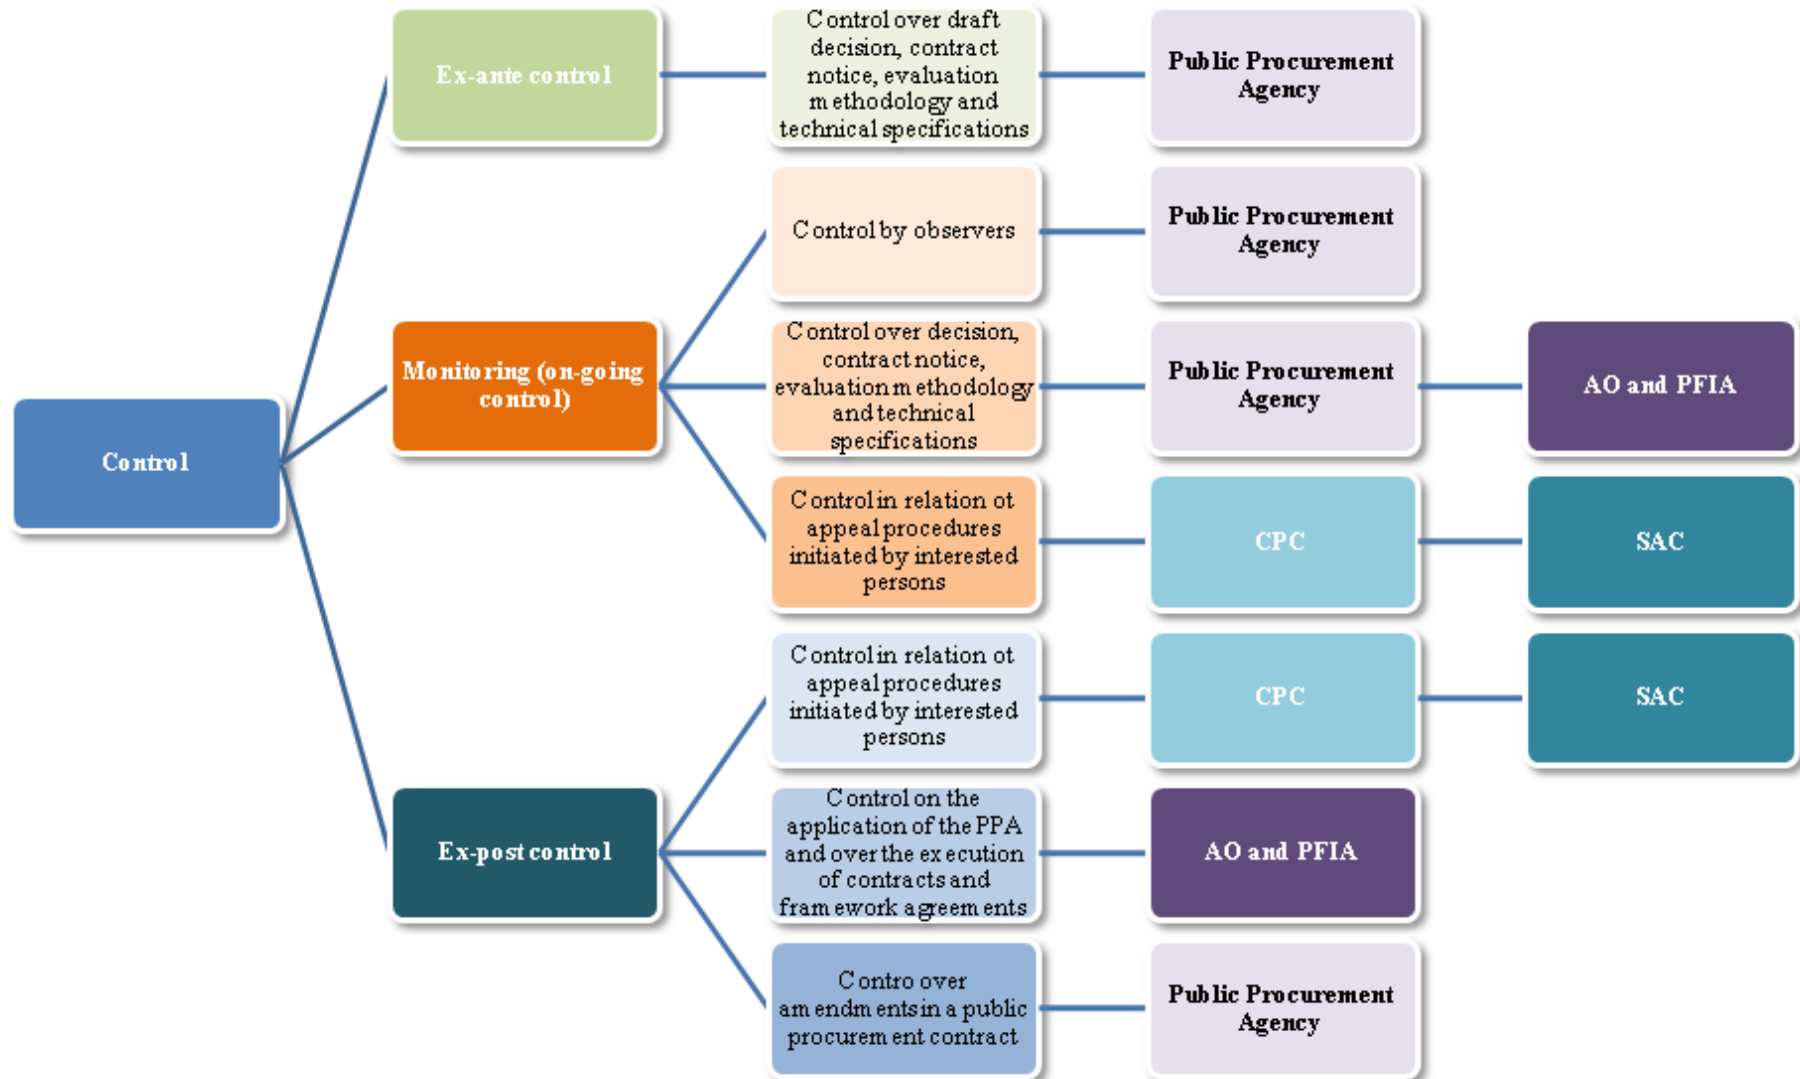 Control over draft
decision, contract
notice, evaluation
methodology and
technical specifications
Ex-ante control
Public Procurement
Agency
Control by observers
Public Procurement
Agency
Monitoring (on-going
control)
Control over decision,
contract notice,
evaluation methodology
and technical
specifications
Public Procurement
Agency
AO and PFIA
Control
Control in relation ot
appeal procedures
initiated by interested
persons
CPC
SAC
Control in relation ot
appeal procedures
initiated by interested
persons
CPC
SAC
Ex-post control
Control on the
application of the PPA
and over the execution
of contracts and
framework agreements
AO and PFIA
Contro over
amendments in a public
procurement contract
Public Procurement
Agency